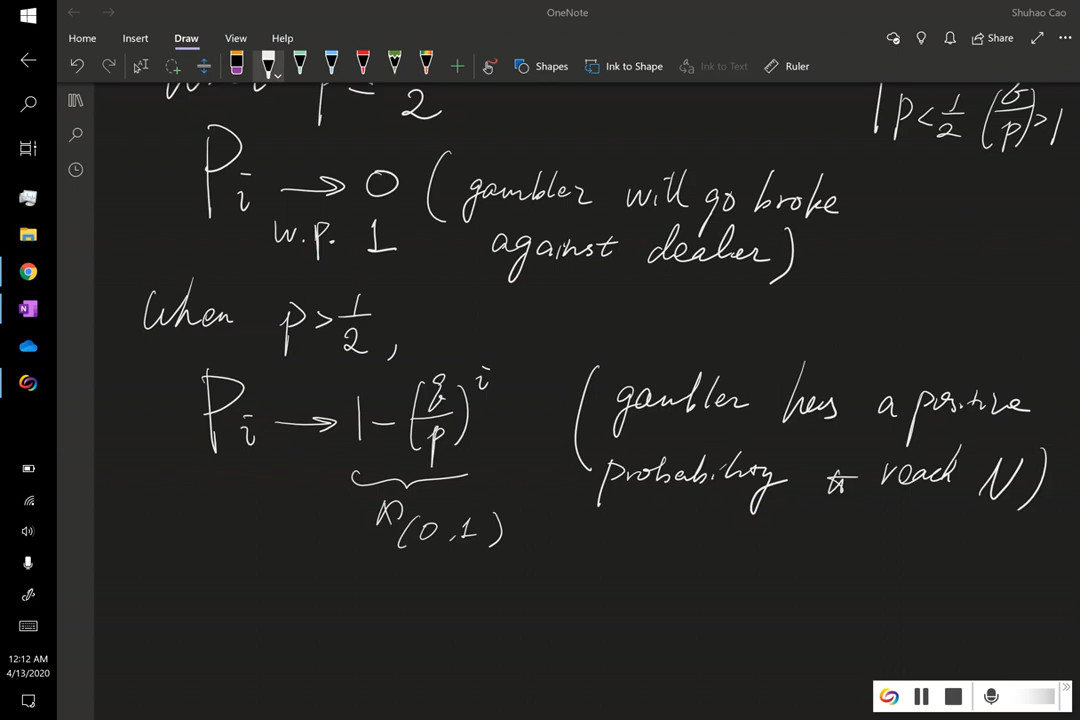 OneNote
Shuhao Cao
Home Insert Draw View Help
Share
Shapes
Ink to Shape
Ink to Text
Ruler
2
p < 1/2 (q/p) > 1
P_i → 0 (gambler will go broke
w.p. 1 against dealer)
When p > 1/2,
P_i → 1 - (q/p)^i (gambler has a positive
probability to reach N)
(0, 1)
12:12 AM
4/13/2020